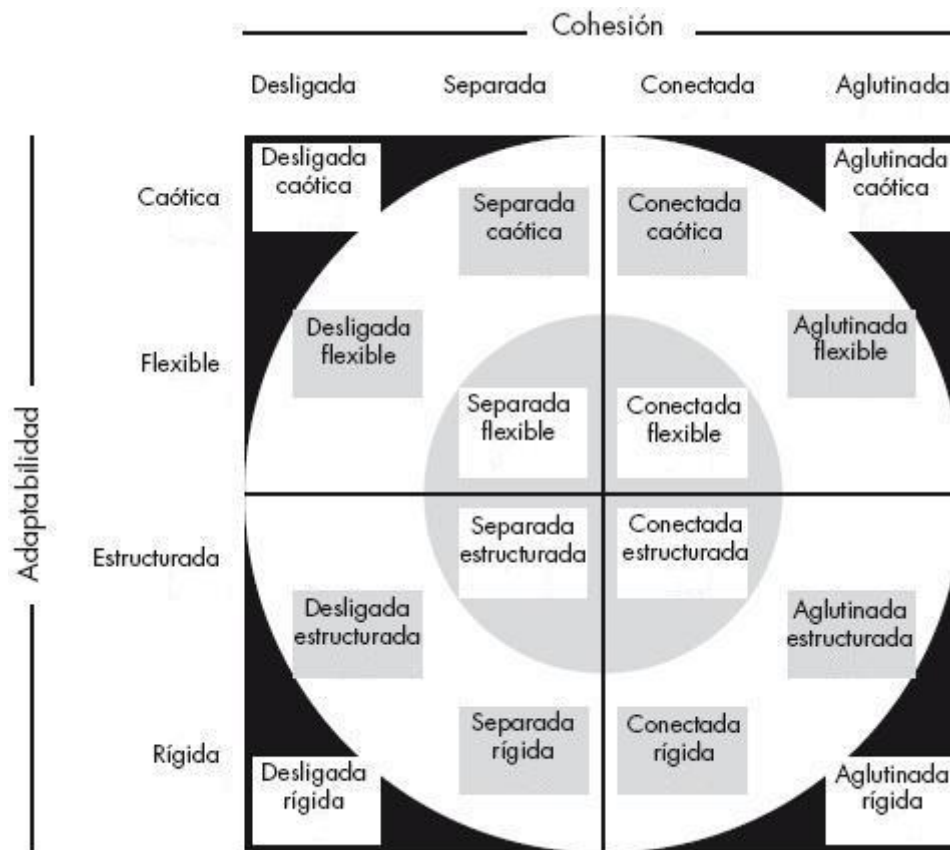 Cohesión
Desligada Separada Conectada Aglutinada
Adaptabilidad
Caótica
Desligada
caótica
Separada
caótica
Conectada
caótica
Aglutinada
caótica
Flexible
Desligada
flexible
Separada
flexible
Conectada
flexible
Aglutinada
flexible
Estructurada
Desligada
estructurada
Separada
estructurada
Conectada
estructurada
Aglutinada
estructurada
Rígida
Desligada
rígida
Separada
rígida
Conectada
rígida
Aglutinada
rígida